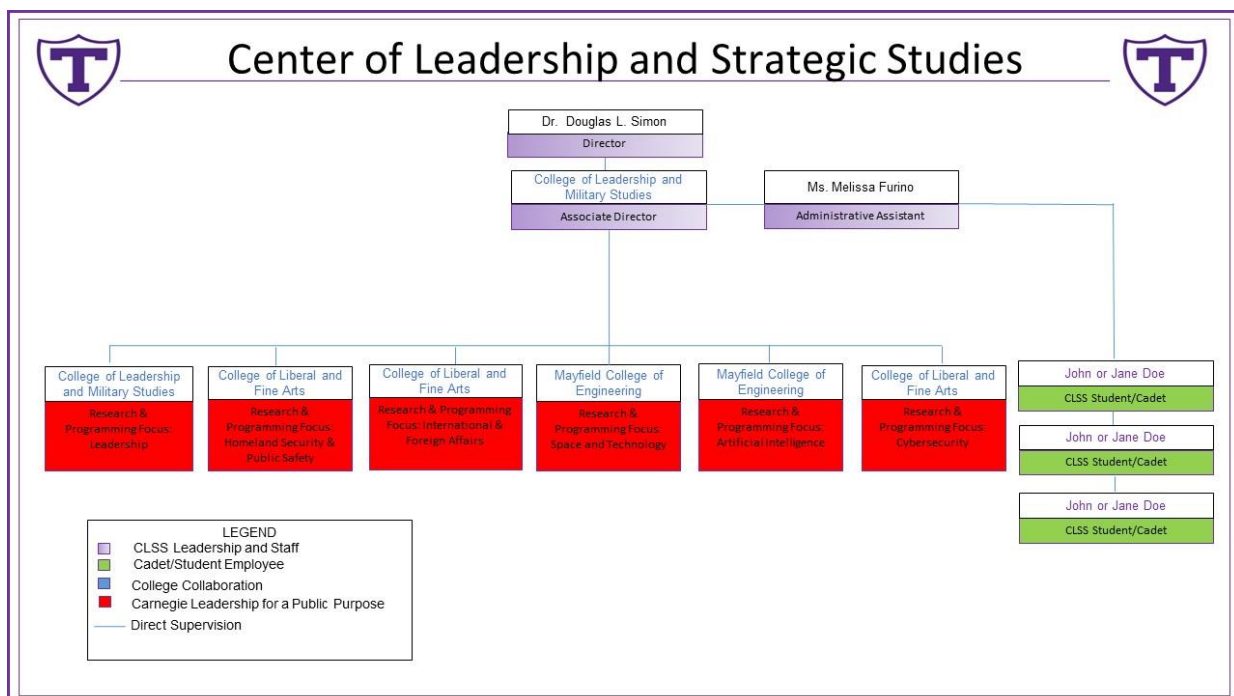 T
Center of Leadership and Strategic Studies
T
Dr. Douglas L. Simon
Director
College of Leadership and
Military Studies
Associate Director
Ms. Melissa Furino
Administrative Assistant
College of Leadership
and Military Studies
Research &
Programming Focus:
Leadership
College of Liberal and
Fine Arts
Research &
Programming Focus:
Homeland Security &
Public Safety
College of Liberal and
Fine Arts
Research & Programming
Focus: International &
Foreign Affairs
Mayfield College of
Engineering
Research &
Programming Focus:
Space and Technology
Mayfield College of
Engineering
Research &
Programming Focus:
Artificial Intelligence
College of Liberal and
Fine Arts
Research &
Programming Focus:
Cybersecurity
John or Jane Doe
CLSS Student/Cadet
John or Jane Doe
CLSS Student/Cadet
John or Jane Doe
CLSS Student/Cadet
LEGEND
CLSS Leadership and Staff
Cadet/Student Employee
College Collaboration
Carnegie Leadership for a Public Purpose
Direct Supervision